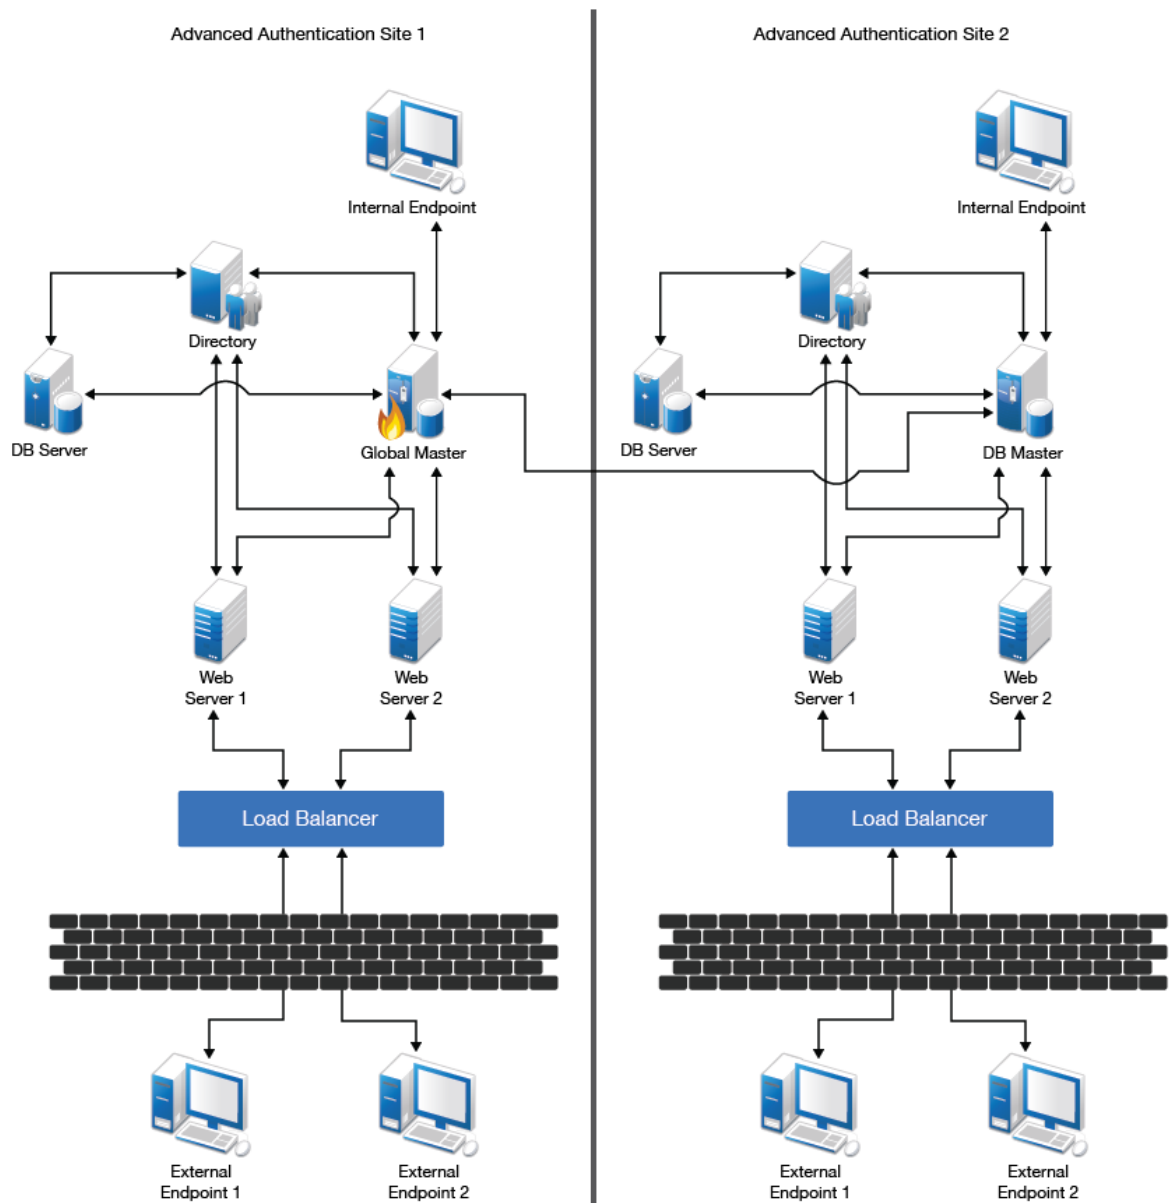 Advanced Authentication Site 1
Internal Endpoint
Directory
DB Server
Global Master
Web
Server 1
Web
Server 2
Load Balancer
External
Endpoint 1
External
Endpoint 2
Advanced Authentication Site 2
Internal Endpoint
Directory
DB Server
DB Master
Web
Server 1
Web
Server 2
Load Balancer
External
Endpoint 1
External
Endpoint 2